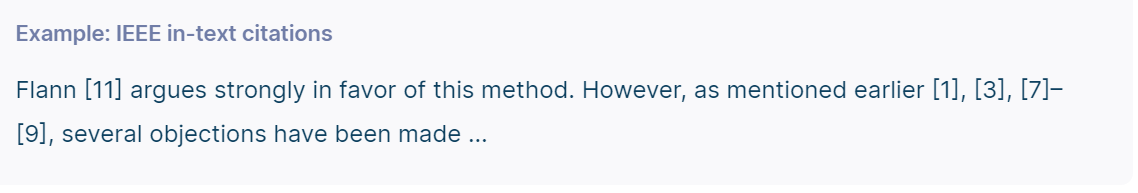 Example: IEEE in-text citations
Flann [11] argues strongly in favor of this method. However, as mentioned earlier [1], [3], [7]–
[9], several objections have been made ...